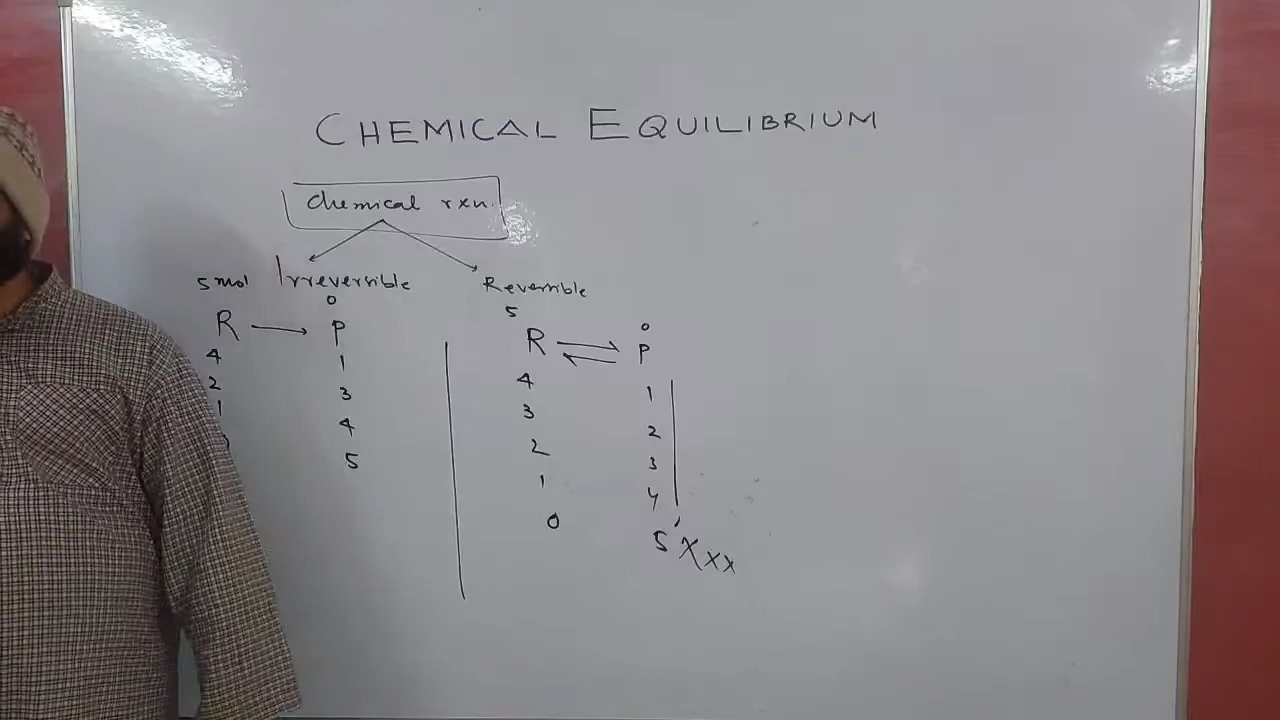 CHEMICAL EQUILIBRIUM
Chemical rxn.
5 mol Irreversible
0
R → P
4 1
2 3
1 4
5
Reversible
5 0
R ⇌ P
4 1
3 2
2 3
1 4
0 5 X X X